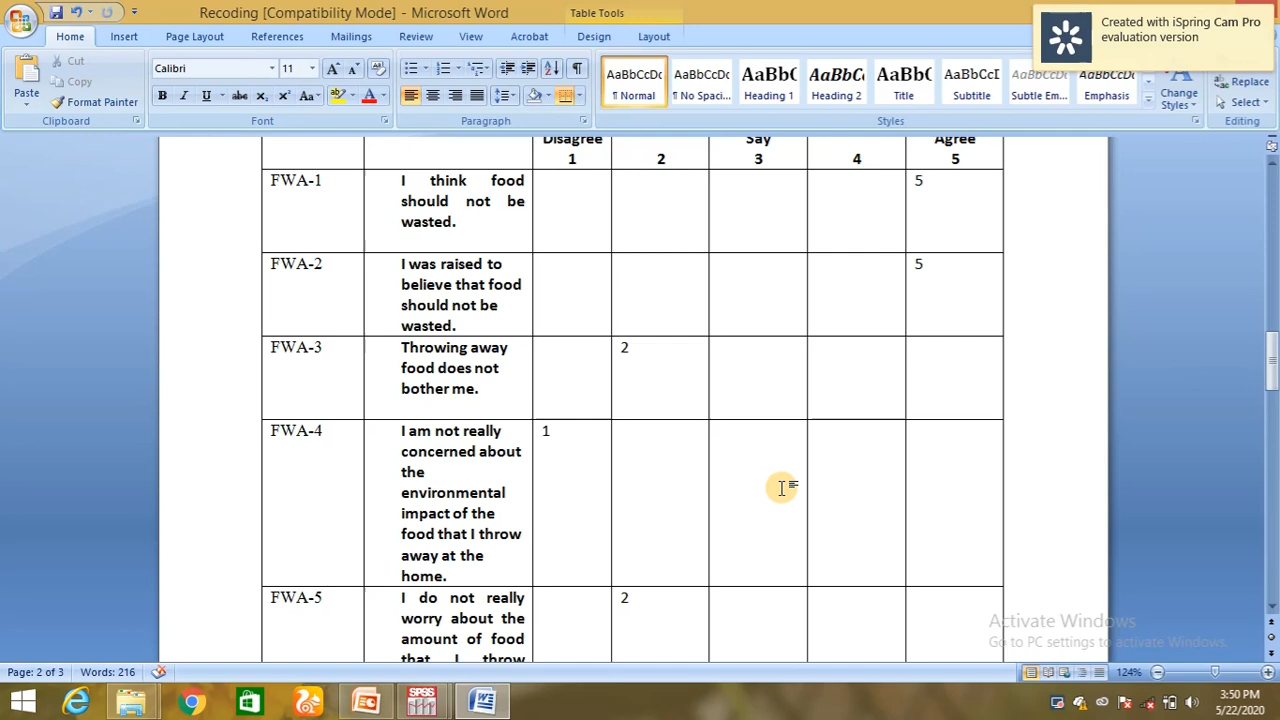 Recoding [Compatibility Mode] - Microsoft Word
Table Tools
Created with iSpring Cam Pro
evaluation version
Home Insert Page Layout References Mailings Review View Acrobat Design Layout
Paste
Cut
Copy
Format Painter
Clipboard
Calibri 11
Font
Paragraph
AaBbCcDc AaBbCcDc AaBbC AaBbC AaBbC AaBbCcI AaBbCcDc AaBbCcDc
¶ Normal ¶ No Spaci... Heading 1 Heading 2 Title Subtitle Subtle Em... Emphasis
Change
Styles
Styles
Replace
Select
Editing
Disagree Say Agree
1 2 3 4 5
FWA-1 I think food 5
should not be
wasted.
FWA-2 I was raised to 5
believe that food
should not be
wasted.
FWA-3 Throwing away 2
food does not
bother me.
FWA-4 I am not really 1
concerned about
the
environmental
impact of the
food that I throw
away at the
home.
FWA-5 I do not really 2
worry about the
amount of food
that I throw
Activate Windows
Go to PC settings to activate Windows.
Page: 2 of 3 Words: 216
124%
SPSS
3:50 PM
5/22/2020